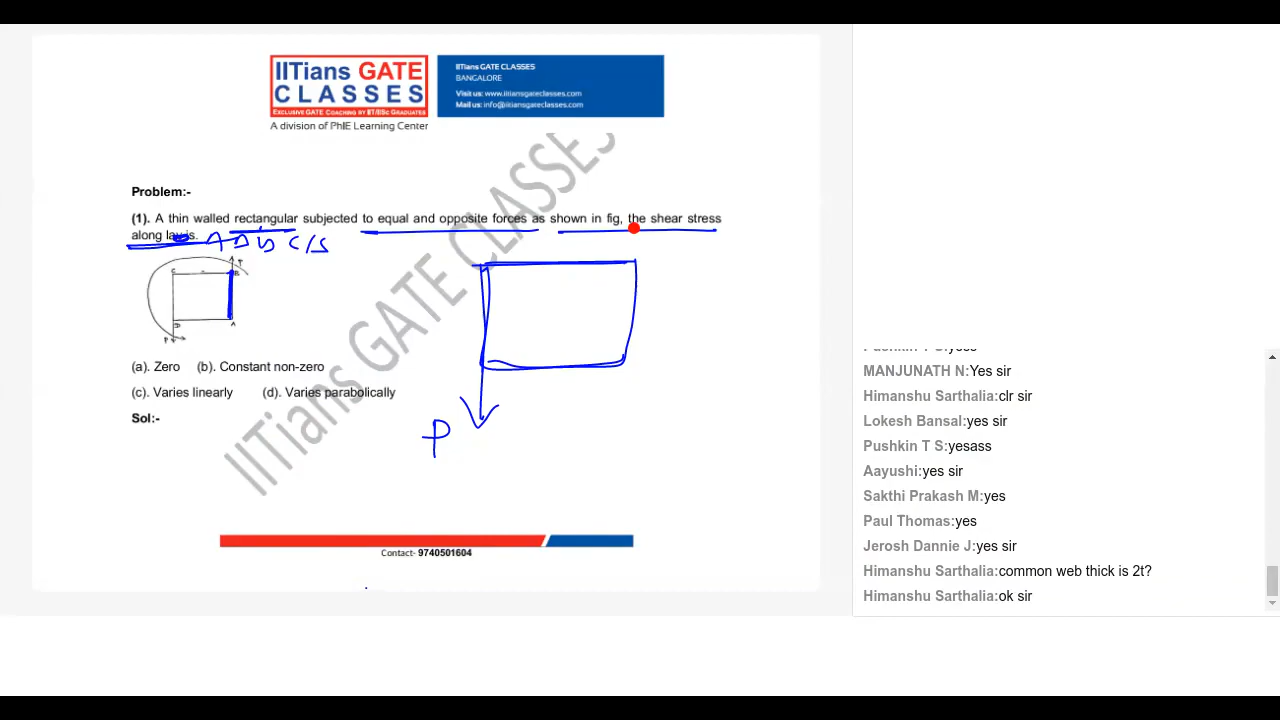 IITians GATE
CLASSES
EXCLUSIVE GATE COACHING BY IIT/IISc GRADUATES
A division of PhIE Learning Center
IITians GATE CLASSES
BANGALORE
Visit us: www.iitiansgateclasses.com
Mail us: info@iitiansgateclasses.com
IITians GATE CLASSES
Problem:-
(1). A thin walled rectangular subjected to equal and opposite forces as shown in fig, the shear stress
along is.
A D B C/S
C
B
P
D
A
P
P
(a). Zero (b). Constant non-zero
(c). Varies linearly (d). Varies parabolically
Sol:-
Contact- 9740501604
MANJUNATH N:Yes sir
Himanshu Sarthalia:clr sir
Lokesh Bansal:yes sir
Pushkin T S:yesass
Aayushi:yes sir
Sakthi Prakash M:yes
Paul Thomas:yes
Jerosh Dannie J:yes sir
Himanshu Sarthalia:common web thick is 2t?
Himanshu Sarthalia:ok sir